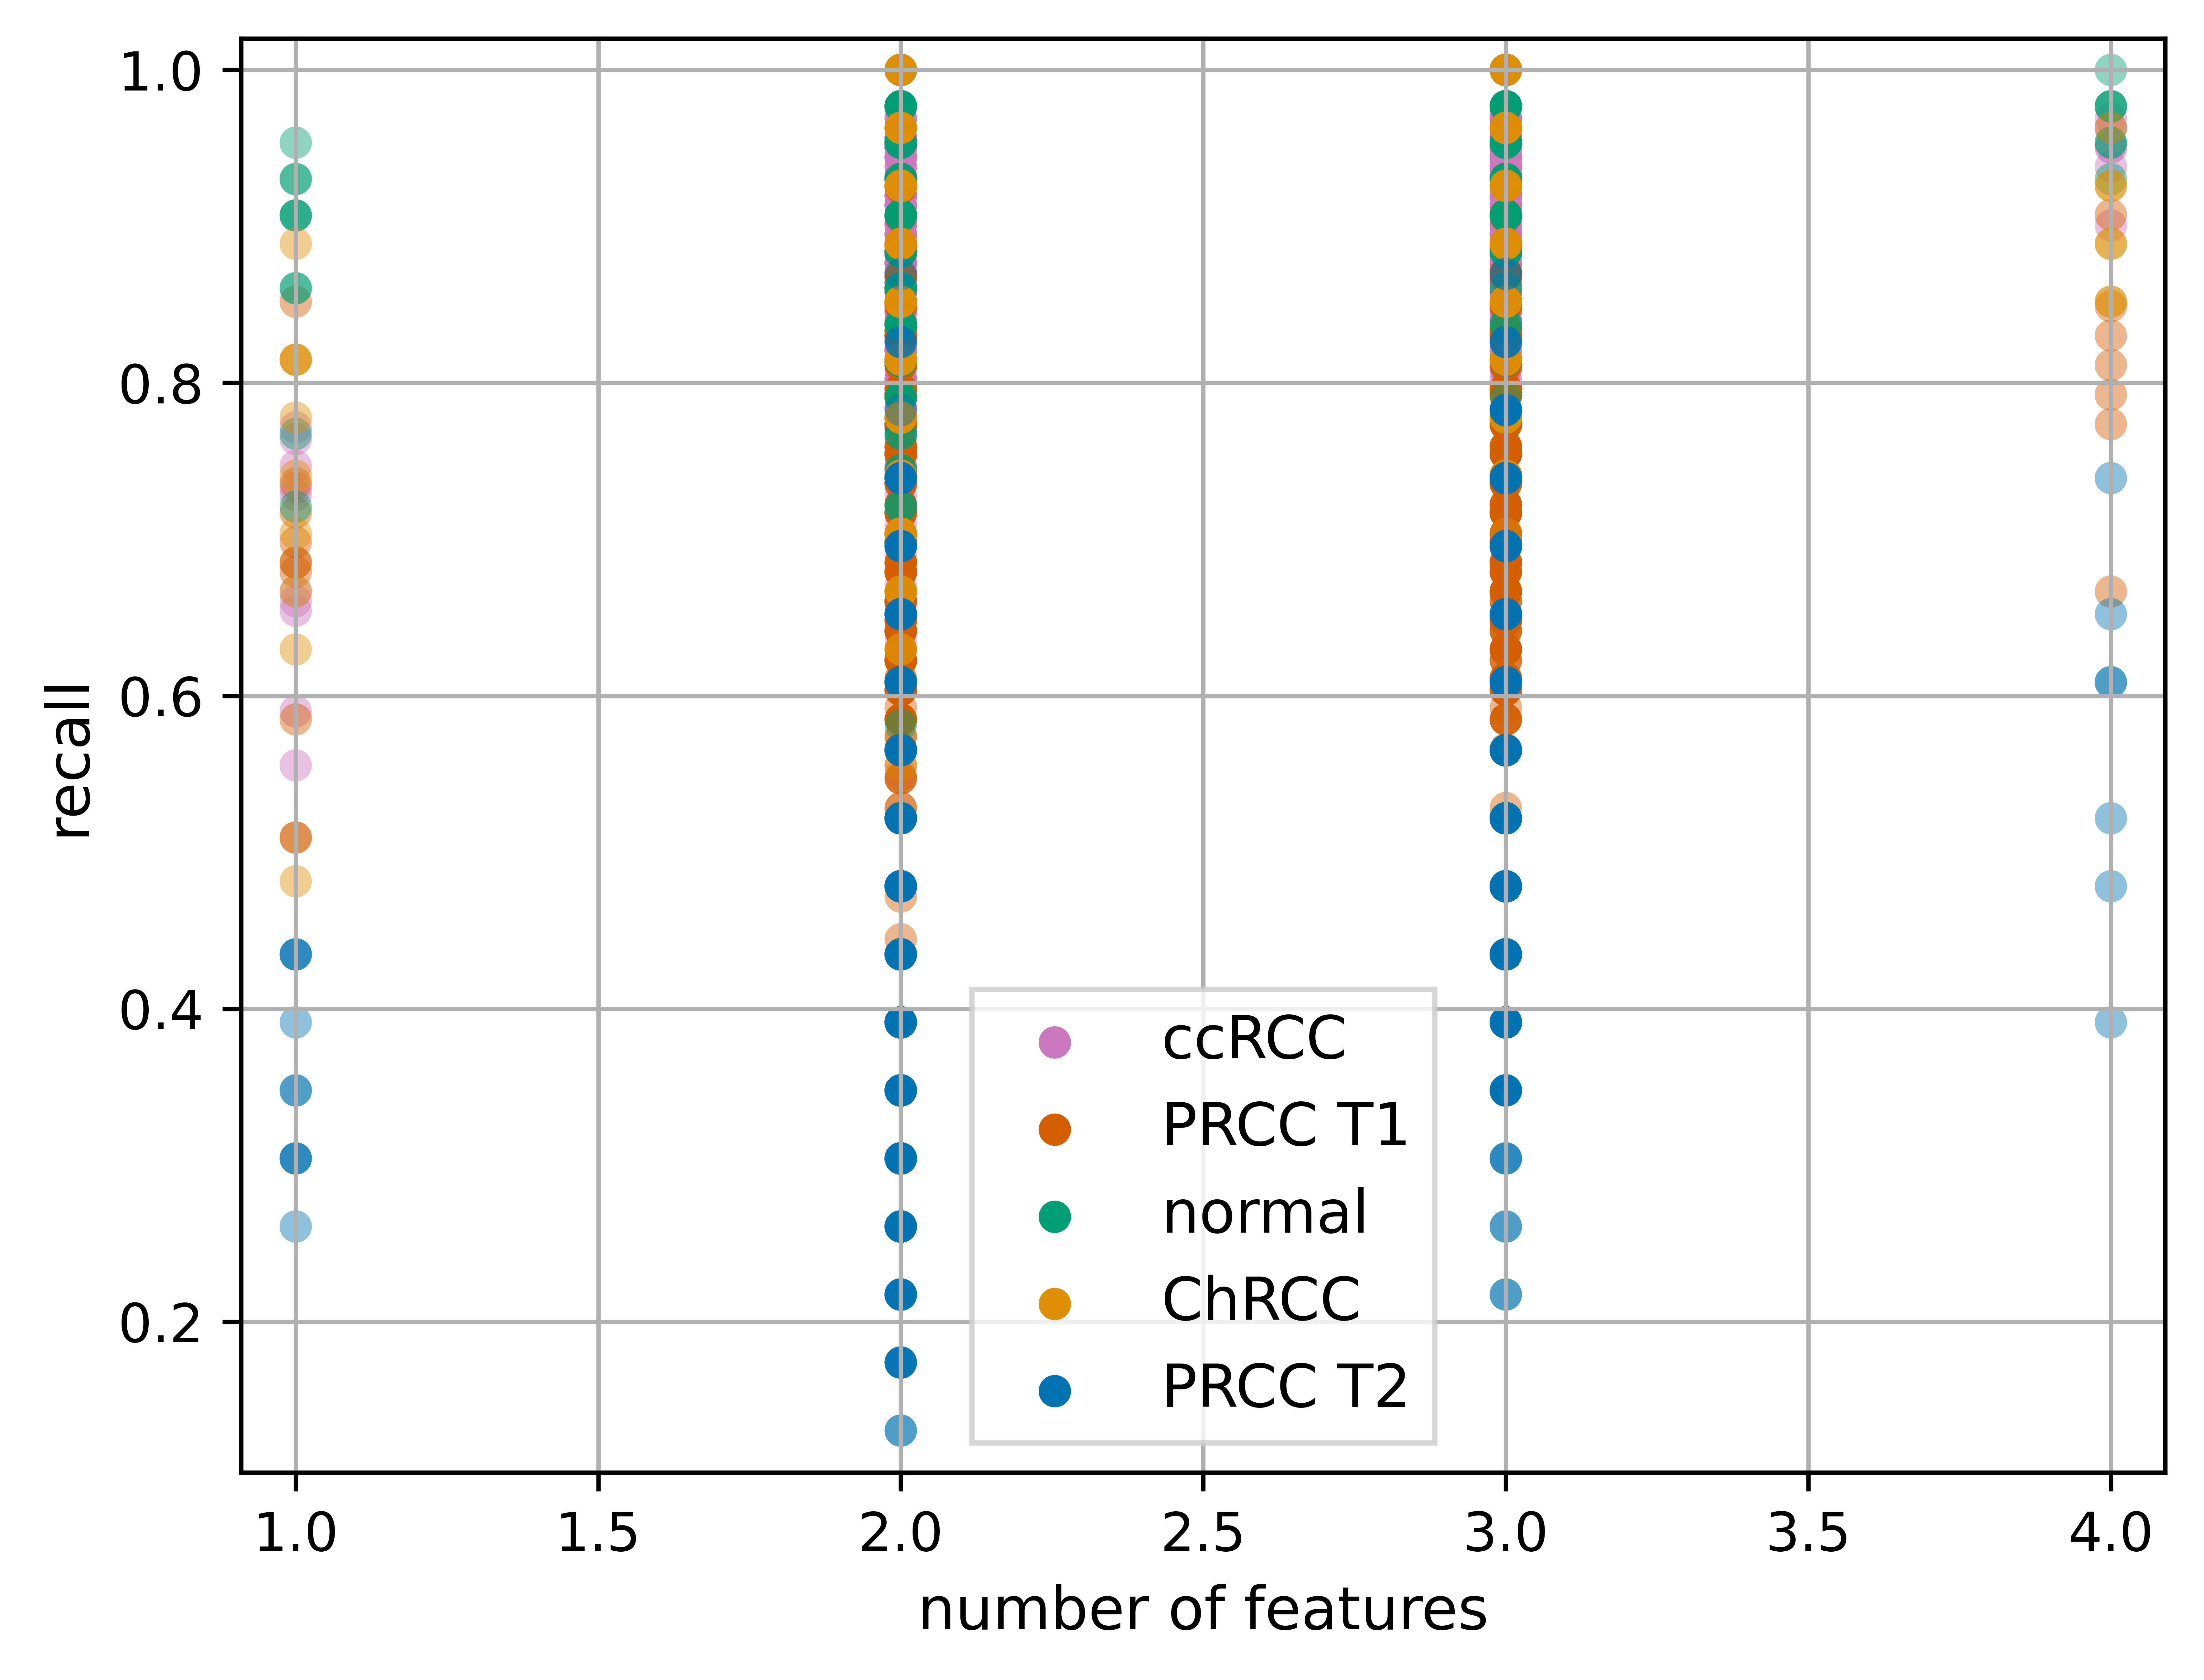 1.0
0.8
0.6
0.4
0.2
recall
ccRCC
PRCC T1
normal
ChRCC
PRCC T2
1.0 1.5 2.0 2.5 3.0 3.5 4.0
number of features